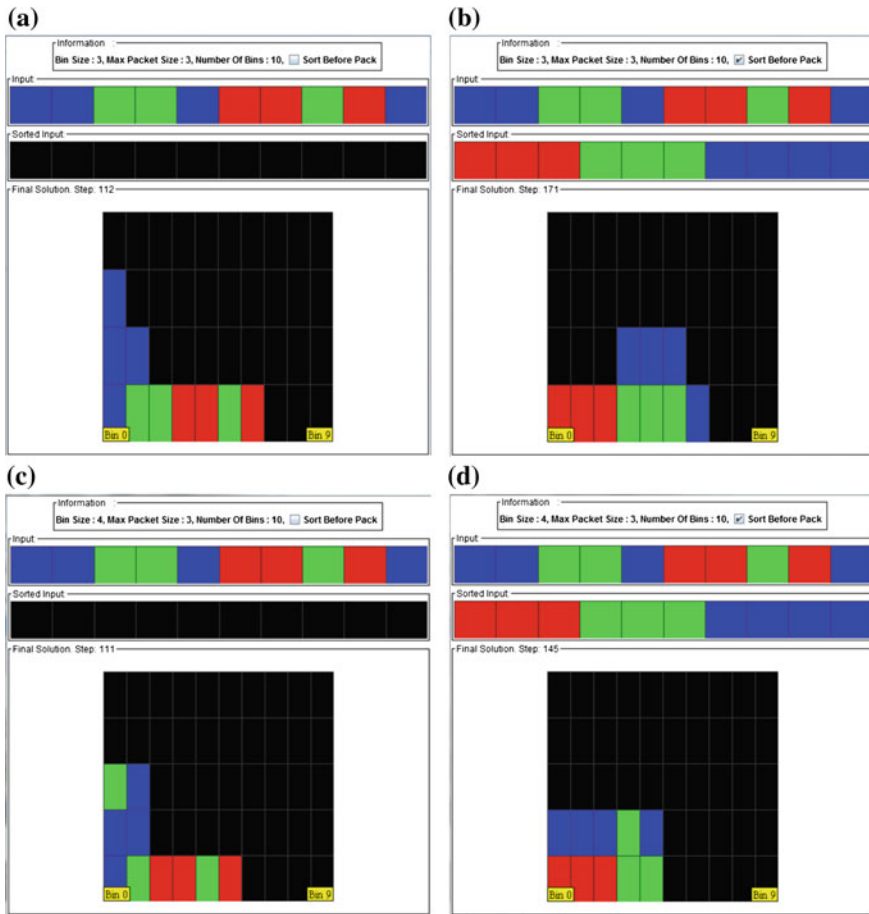 (a)
Information :
Bin Size : 3, Max Packet Size : 3, Number Of Bins : 10, Sort Before Pack
Input
Sorted Input
Final Solution. Step: 112
Bin 0
Bin 9
(b)
Information :
Bin Size : 3, Max Packet Size : 3, Number Of Bins : 10, Sort Before Pack
Input
Sorted Input
Final Solution. Step: 171
Bin 0
Bin 9
(c)
Information :
Bin Size : 4, Max Packet Size : 3, Number Of Bins : 10, Sort Before Pack
Input
Sorted Input
Final Solution. Step: 111
Bin 0
Bin 9
(d)
Information :
Bin Size : 4, Max Packet Size : 3, Number Of Bins : 10, Sort Before Pack
Input
Sorted Input
Final Solution. Step: 145
Bin 0
Bin 9